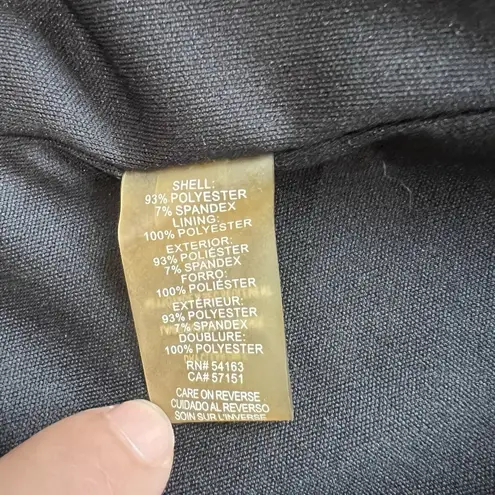 SHELL:
93% POLYESTER
7% SPANDEX
LINING:
100% POLYESTER
EXTERIOR:
93% POLIÉSTER
7% SPANDEX
FORRO:
100% POLIÉSTER
EXTÉRIEUR:
93% POLYESTER
7% SPANDEX
DOUBLURE:
100% POLYESTER
RN# 54163
CA# 57151
CARE ON REVERSE
CUIDADO AL REVERSO
SOIN SUR L'INVERSE